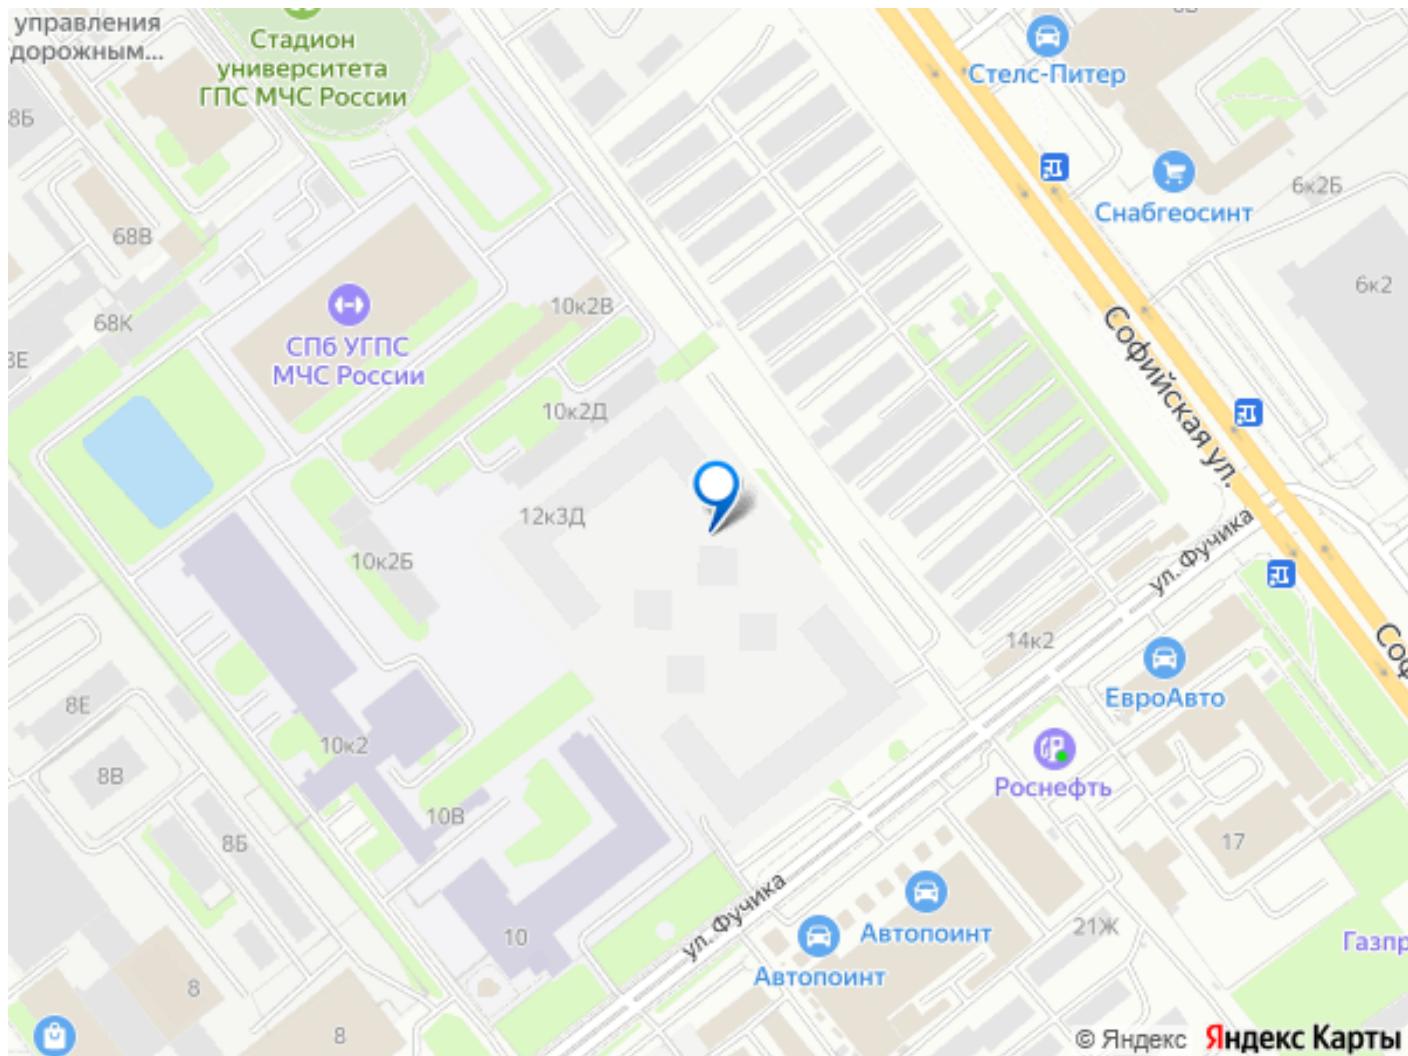 управления
дорожным...
Стадион
университета
ГПС МЧС России
Стелс-Питер
8Б
Снабгеосинт
6к2Б
68В
6к2
10к2В
68К
СПб УГПС
МЧС России
10к2Д
Софийская ул.
12к3Д
10к2Б
ул. Фучика
14к2
ЕвроАвто
8Е
10к2
8В
Роснефть
10В
8Б
17
ул. Фучика
10
Автопоинт
21Ж
Газпр
Автопоинт
8
8
© Яндекс Яндекс Карты